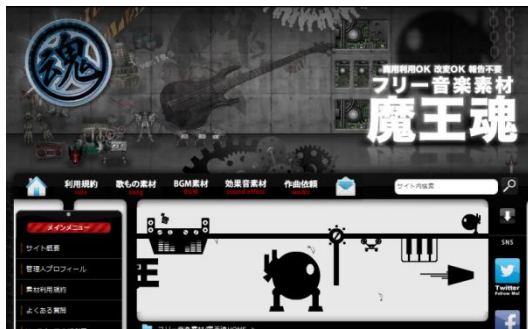 魂
商用利用OK 改変OK 報告不要
フリー音楽素材
魔王魂
利用規約
歌もの素材
BGM素材
効果音素材
作曲依頼
サイト内検索
メインメニュー
サイト概要
管理人プロフィール
素材利用規約
よくある質問
SNS
Twitter
Follow Me!